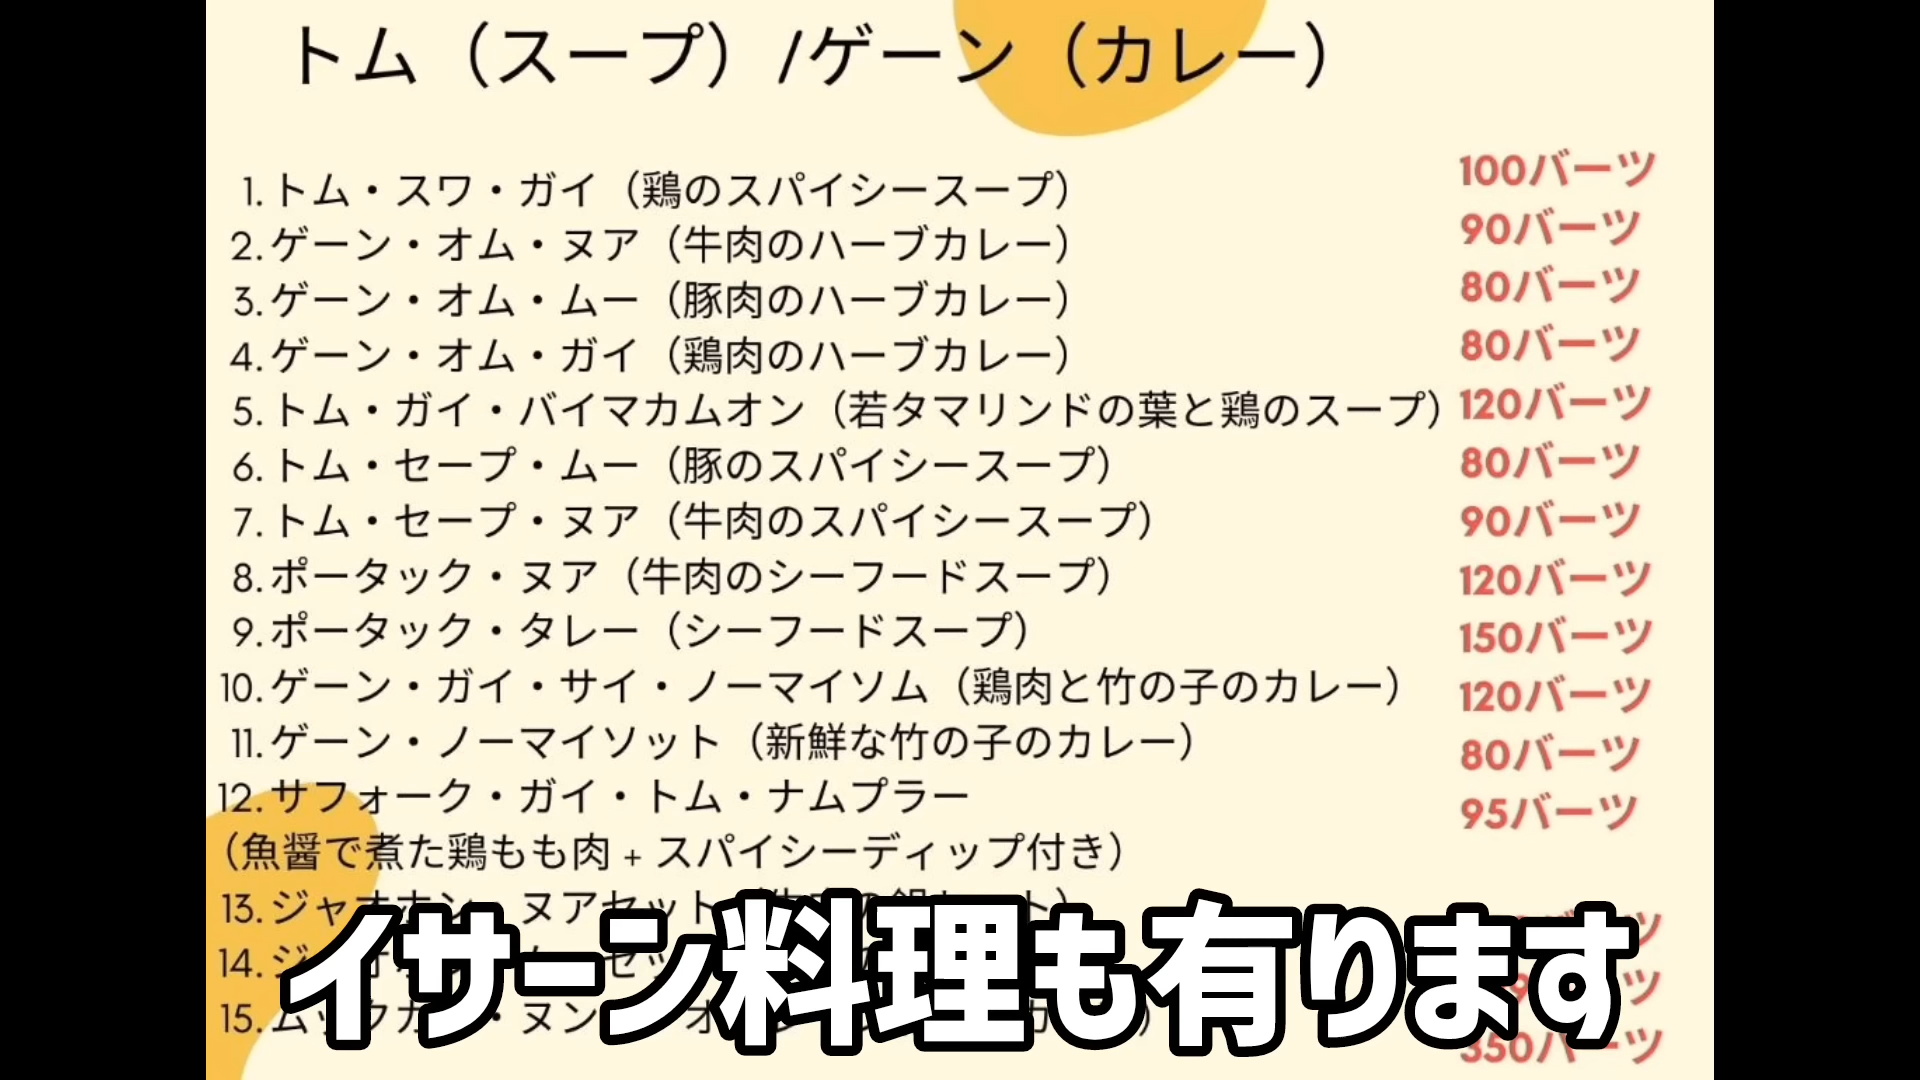 トム（スープ）/ゲーン（カレー）
1. トム・スワ・ガイ（鶏のスパイシースープ） 100バーツ
2. ゲーン・オム・ヌア（牛肉のハーブカレー） 90バーツ
3. ゲーン・オム・ムー（豚肉のハーブカレー） 80バーツ
4. ゲーン・オム・ガイ（鶏肉のハーブカレー） 80バーツ
5. トム・ガイ・バイマカムオン（若タマリンドの葉と鶏のスープ） 120バーツ
6. トム・セープ・ムー（豚のスパイシースープ） 80バーツ
7. トム・セープ・ヌア（牛肉のスパイシースープ） 90バーツ
8. ポータック・ヌア（牛肉のシーフードスープ） 120バーツ
9. ポータック・タレー（シーフードスープ） 150バーツ
10. ゲーン・ガイ・サイ・ノーマイソム（鶏肉と竹の子のカレー） 120バーツ
11. ゲーン・ノーマイソット（新鮮な竹の子のカレー） 80バーツ
12. サフォーク・ガイ・トム・ナムプラー 95バーツ
（魚醤で煮た鶏もも肉 + スパイシーディップ付き）
13. ジャオホン・ヌアセット
14.
15. 350バーツ
イサーン料理も有ります